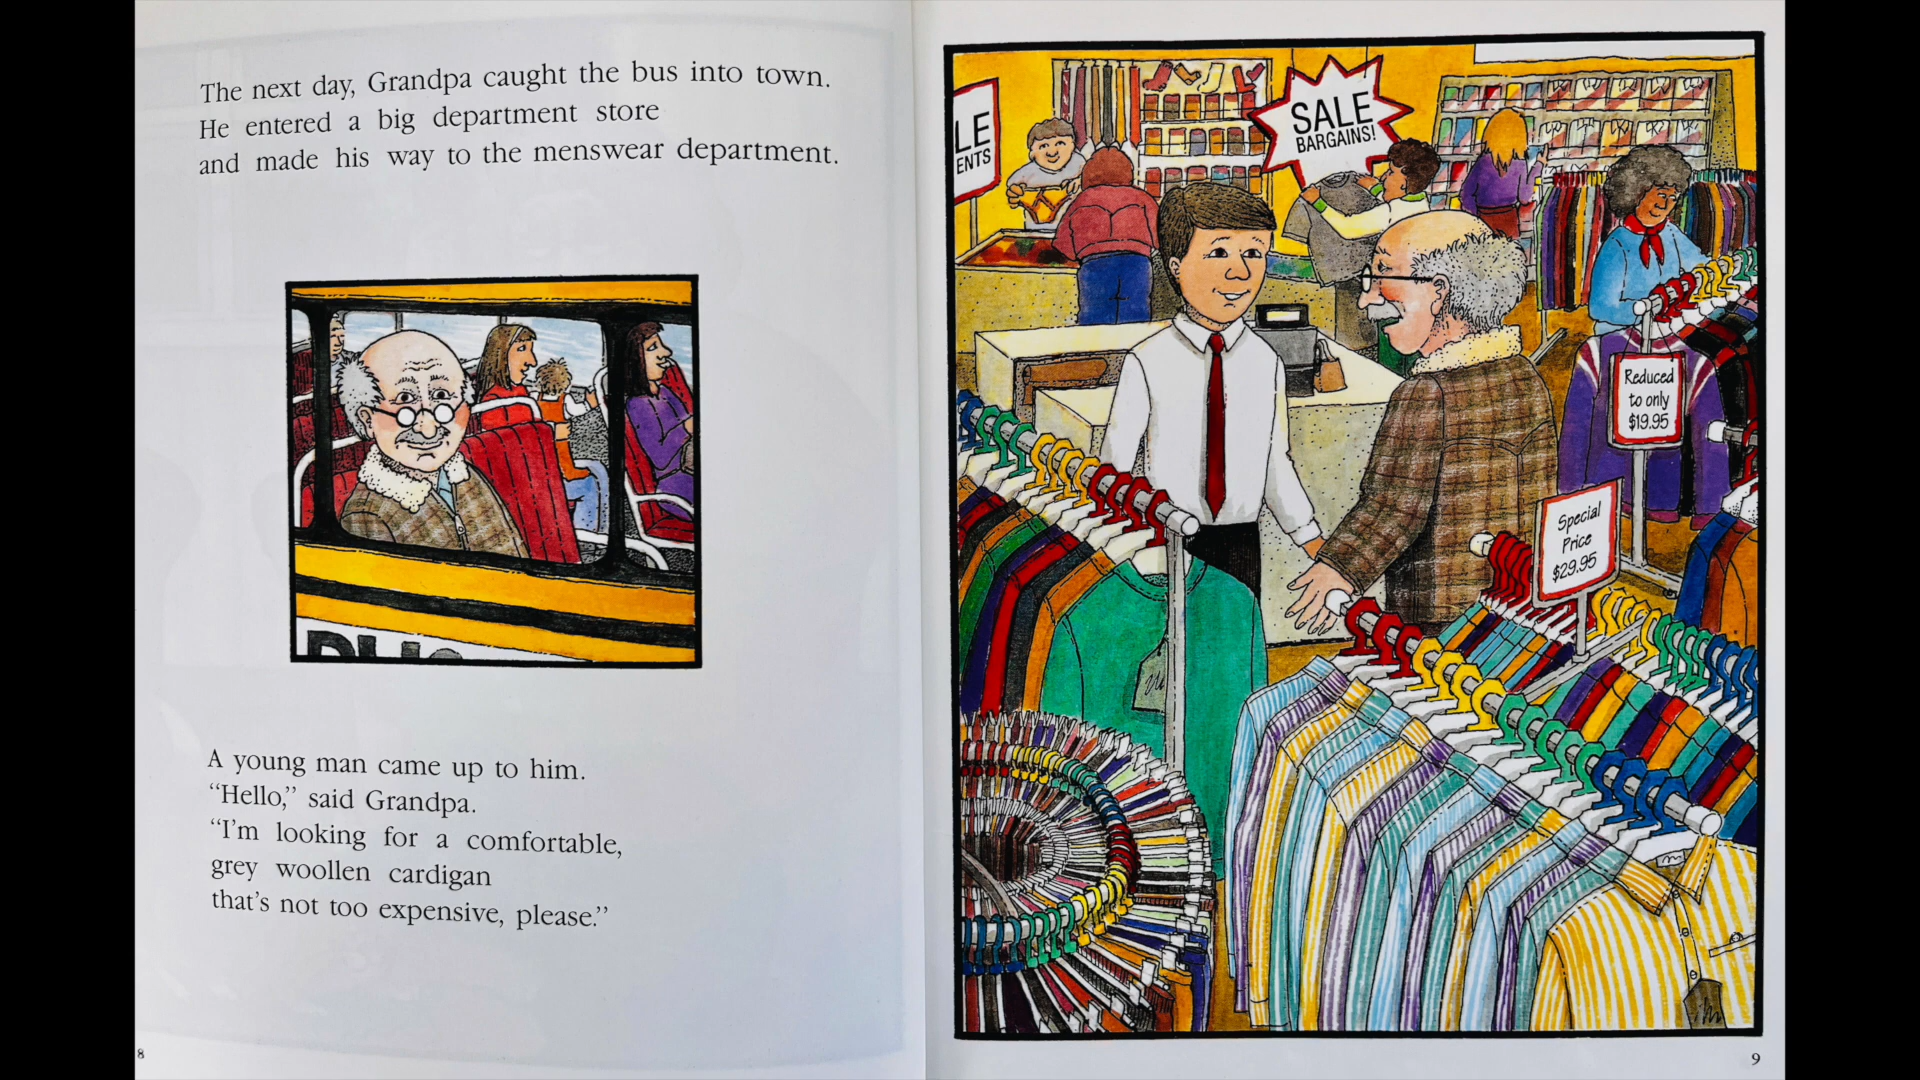 The next day, Grandpa caught the bus into town.
He entered a big department store
and made his way to the menswear department.
A young man came up to him.
“Hello,” said Grandpa.
“I’m looking for a comfortable,
grey woollen cardigan
that’s not too expensive, please.”
8
LE
ENTS
SALE
BARGAINS!
Reduced
to only
$19.95
Special
Price
$29.95
9